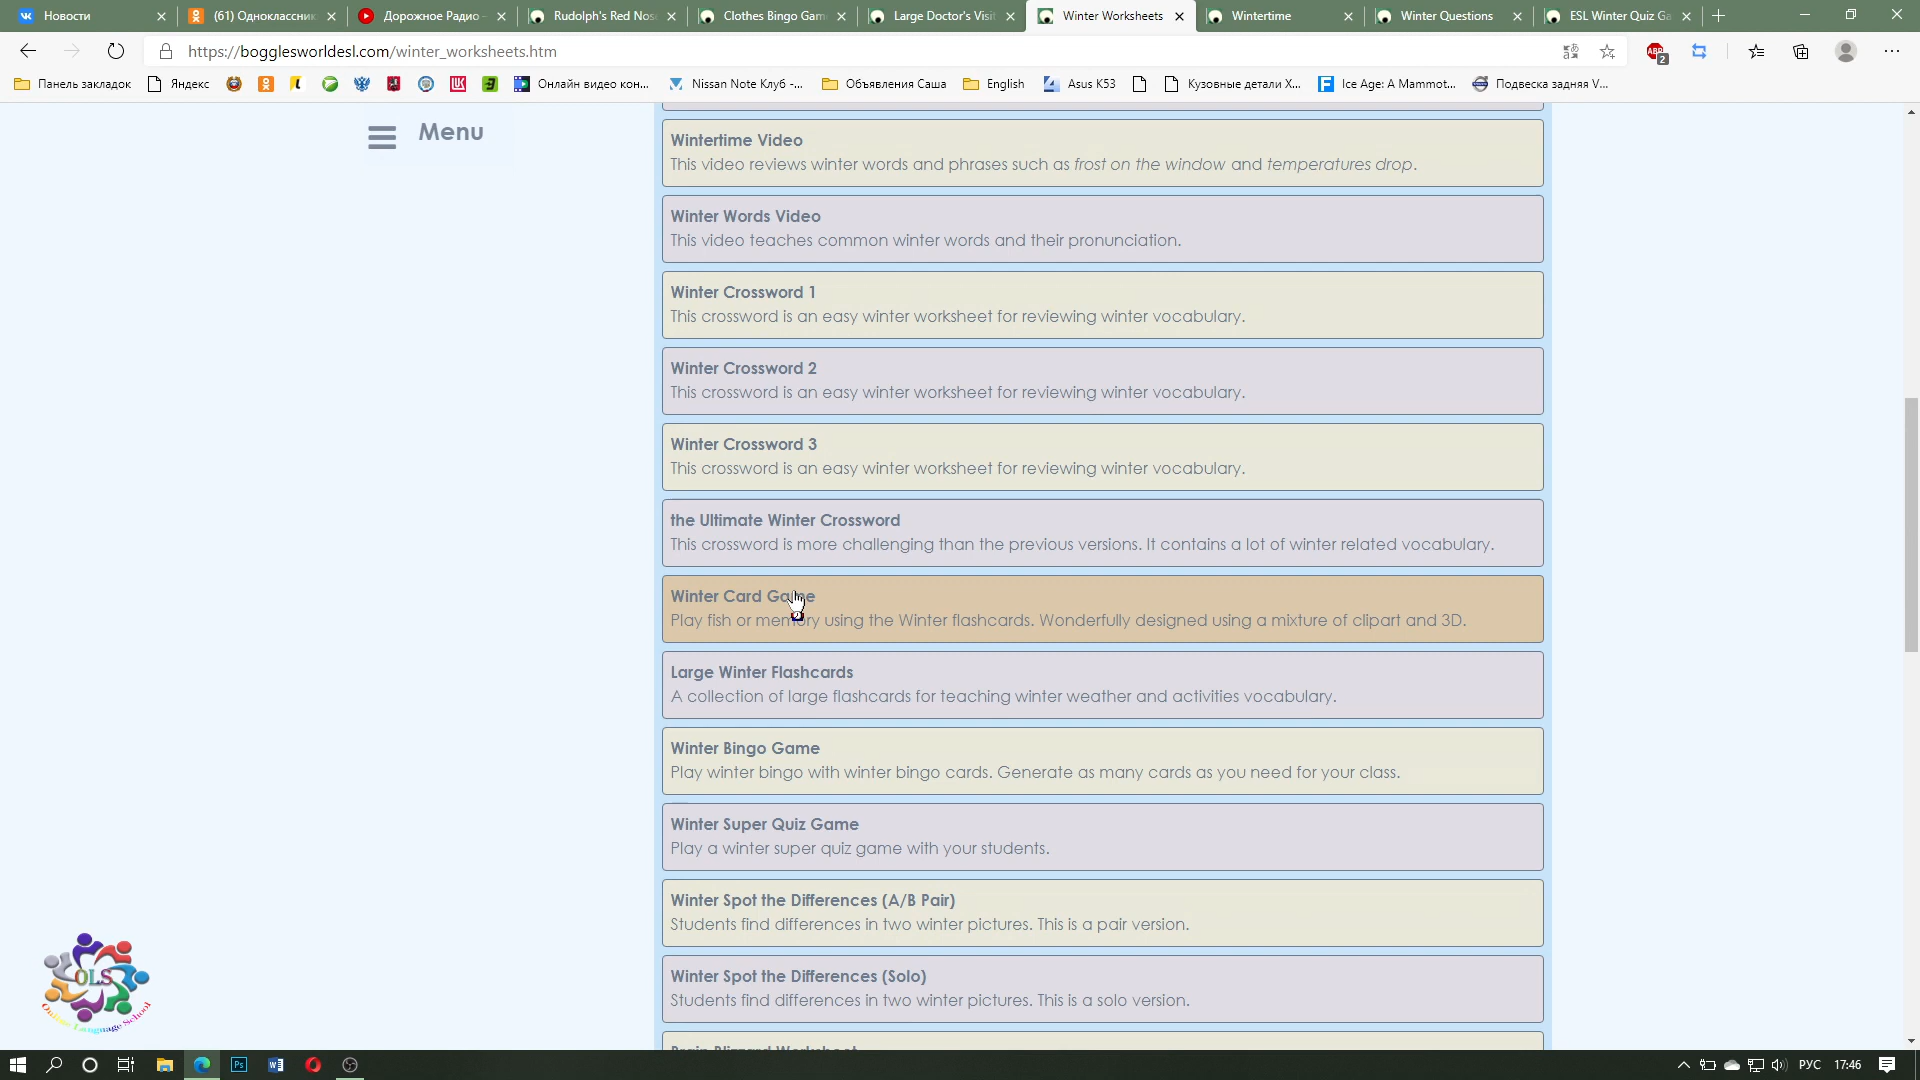 Новости
(61) Одноклассник
Дорожное Радио -
Rudolph's Red Nos
Clothes Bingo Gam
Large Doctor's Visit
Winter Worksheets
Wintertime
Winter Questions
ESL Winter Quiz Ga
https://bogglesworldesl.com/winter_worksheets.htm
ABP
2
Панель закладок
Яндекс
Онлайн видео кон...
Nissan Note Клуб -...
Объявления Саша
English
Asus K53
Кузовные детали X...
Ice Age: A Mammot...
Подвеска задняя V...
Menu
Wintertime Video
This video reviews winter words and phrases such as frost on the window and temperatures drop.
Winter Words Video
This video teaches common winter words and their pronunciation.
Winter Crossword 1
This crossword is an easy winter worksheet for reviewing winter vocabulary.
Winter Crossword 2
This crossword is an easy winter worksheet for reviewing winter vocabulary.
Winter Crossword 3
This crossword is an easy winter worksheet for reviewing winter vocabulary.
the Ultimate Winter Crossword
This crossword is more challenging than the previous versions. It contains a lot of winter related vocabulary.
Winter Card Game
Play fish or memory using the Winter flashcards. Wonderfully designed using a mixture of clipart and 3D.
Large Winter Flashcards
A collection of large flashcards for teaching winter weather and activities vocabulary.
Winter Bingo Game
Play winter bingo with winter bingo cards. Generate as many cards as you need for your class.
Winter Super Quiz Game
Play a winter super quiz game with your students.
Winter Spot the Differences (A/B Pair)
Students find differences in two winter pictures. This is a pair version.
Winter Spot the Differences (Solo)
Students find differences in two winter pictures. This is a solo version.
Brain Blizzard Worksheet
OLS
Online Language School
РУС
17:46